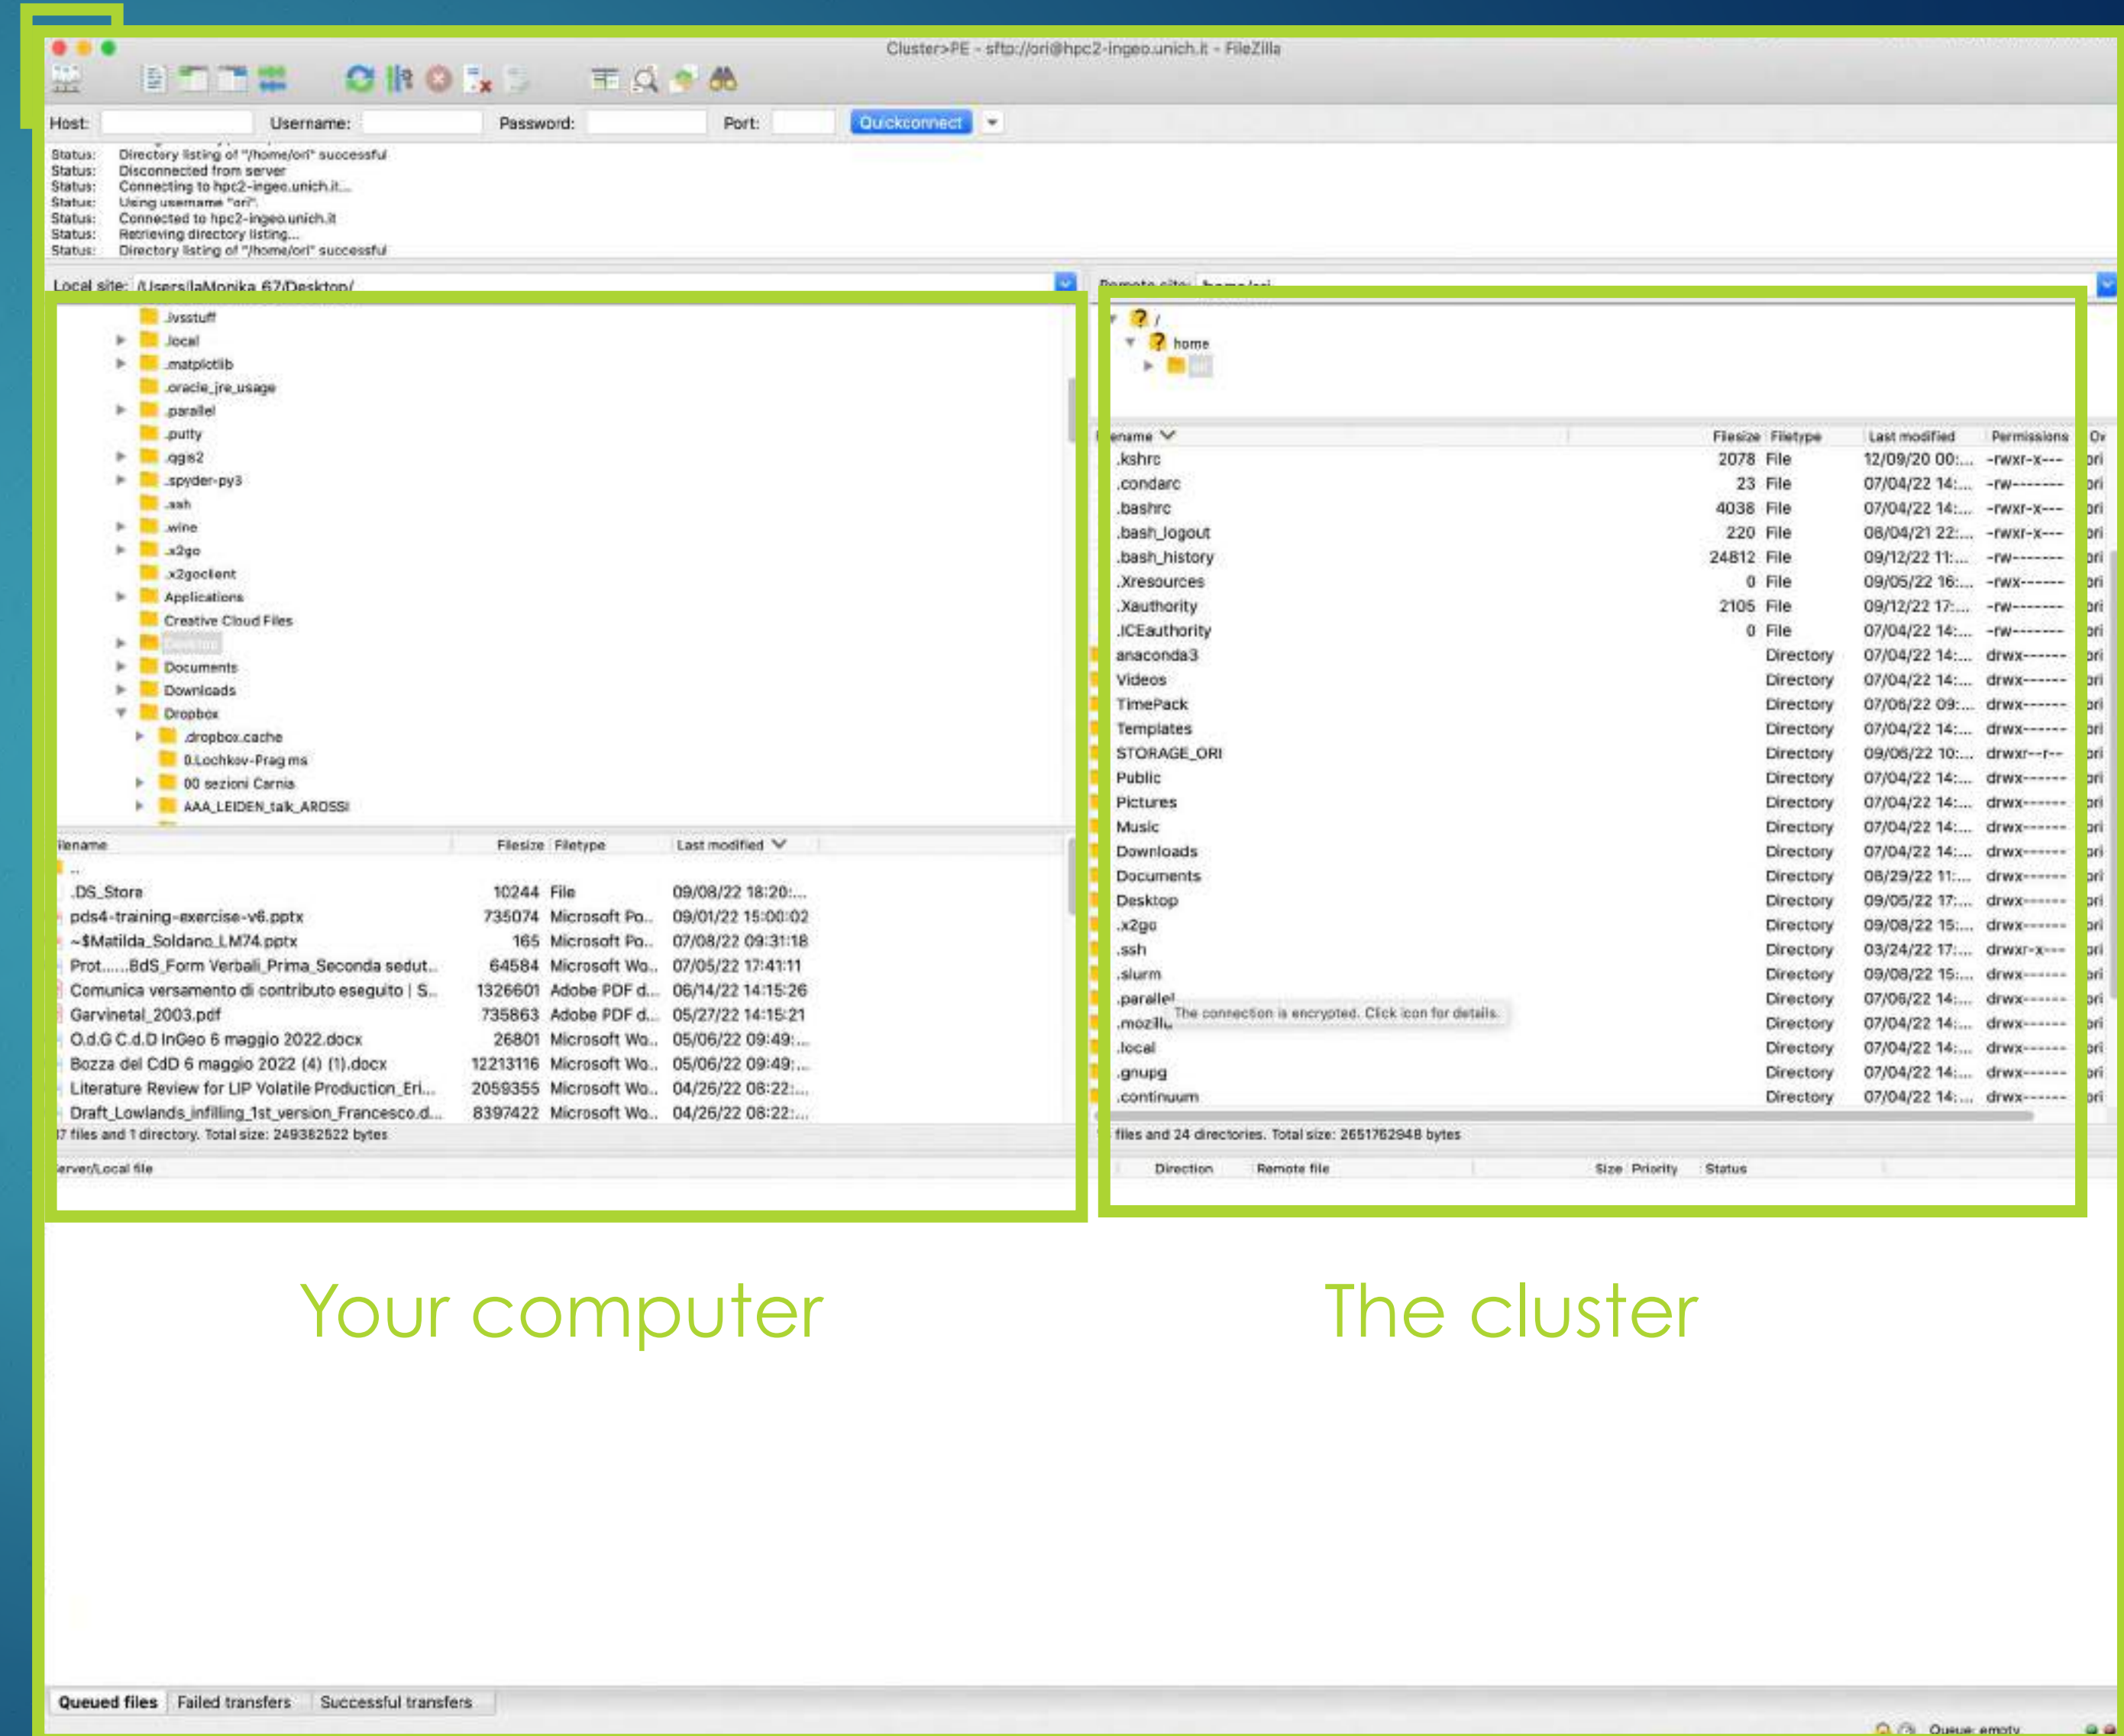 Cluster>PE - sftp://ori@hpc2-ingeo.unich.it - FileZilla
Host: Username: Password: Port: Quickconnect
Status: Directory listing of "/home/ori" successful
Status: Disconnected from server
Status: Connecting to hpc2-ingeo.unich.it...
Status: Using username "ori".
Status: Connected to hpc2-ingeo.unich.it
Status: Retrieving directory listing...
Status: Directory listing of "/home/ori" successful
Local site: /Users/laMonika_67/Desktop/
.ivsstuff
.local
.matplotlib
.oracle_jre_usage
.parallel
.putty
.qgis2
.spyder-py3
.ssh
.wine
.x2go
.x2goclient
Applications
Creative Cloud Files
Desktop
Documents
Downloads
Dropbox
.dropbox.cache
0.Lochkov-Prag ms
00 sezioni Carnia
AAA_LEIDEN_talk_AROSSI
ilename Filesize Filetype Last modified
..
.DS_Store 10244 File 09/08/22 18:20:...
pds4-training-exercise-v6.pptx 735074 Microsoft Po.. 09/01/22 15:00:02
~$Matilda_Soldano_LM74.pptx 165 Microsoft Po.. 07/08/22 09:31:18
Prot......BdS_Form Verbali_Prima_Seconda sedut.. 64584 Microsoft Wo.. 07/05/22 17:41:11
Comunica versamento di contributo eseguito | S.. 1326601 Adobe PDF d... 06/14/22 14:15:26
Garvinetal_2003.pdf 735863 Adobe PDF d... 05/27/22 14:15:21
O.d.G C.d.D InGeo 6 maggio 2022.docx 26801 Microsoft Wo.. 05/06/22 09:49:...
Bozza del CdD 6 maggio 2022 (4) (1).docx 12213116 Microsoft Wo.. 05/06/22 09:49:...
Literature Review for LIP Volatile Production_Eri... 2059355 Microsoft Wo.. 04/26/22 08:22:...
Draft_Lowlands_infilling_1st_version_Francesco.d... 8397422 Microsoft Wo.. 04/26/22 08:22:...
7 files and 1 directory. Total size: 249382522 bytes
erver/Local file
Remote site: home/ori
/
home
ori
ename Filesize Filetype Last modified Permissions Ow
.kshrc 2078 File 12/09/20 00:... -rwxr-x--- ori
.condarc 23 File 07/04/22 14:... -rw------- ori
.bashrc 4038 File 07/04/22 14:... -rwxr-x--- ori
.bash_logout 220 File 08/04/21 22:... -rwxr-x--- ori
.bash_history 24812 File 09/12/22 11:... -rw------- ori
.Xresources 0 File 09/05/22 16:... -rwx------ ori
.Xauthority 2105 File 09/12/22 17:... -rw------- ori
.ICEauthority 0 File 07/04/22 14:... -rw------- ori
anaconda3 Directory 07/04/22 14:... drwx------ ori
Videos Directory 07/04/22 14:... drwx------ ori
TimePack Directory 07/06/22 09:... drwx------ ori
Templates Directory 07/04/22 14:... drwx------ ori
STORAGE_ORI Directory 09/06/22 10:... drwxr--r-- ori
Public Directory 07/04/22 14:... drwx------ ori
Pictures Directory 07/04/22 14:... drwx------ ori
Music Directory 07/04/22 14:... drwx------ ori
Downloads Directory 07/04/22 14:... drwx------ ori
Documents Directory 08/29/22 11:... drwx------ ori
Desktop Directory 09/05/22 17:... drwx------ ori
.x2go Directory 09/08/22 15:... drwx------ ori
.ssh Directory 03/24/22 17:... drwxr-x--- ori
.slurm Directory 09/08/22 15:... drwx------ ori
.parallel Directory 07/06/22 14:... drwx------ ori
The connection is encrypted. Click icon for details.
.mozilla Directory 07/04/22 14:... drwx------ ori
.local Directory 07/04/22 14:... drwx------ ori
.gnupg Directory 07/04/22 14:... drwx------ ori
.continuum Directory 07/04/22 14:... drwx------ ori
files and 24 directories. Total size: 2651762948 bytes
Direction Remote file Size Priority Status
Your computer
The cluster
Queued files Failed transfers Successful transfers
Queue: empty